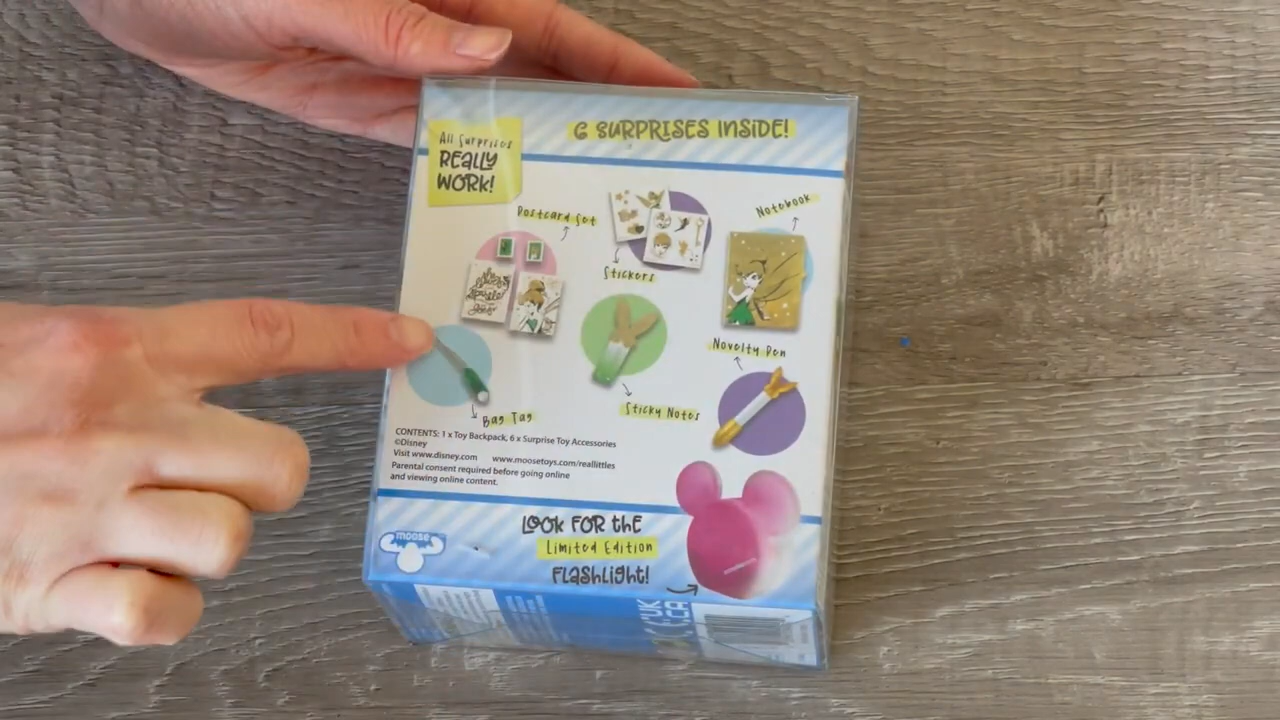 6 SURPRISES INSIDE!
All Surprises
REALLY
WORK!
Postcard Set
Notebook
Stickers
Novelty Pen
Sticky Notes
Bag Tag
CONTENTS: 1 x Toy Backpack, 6 x Surprise Toy Accessories
©Disney
Visit www.disney.com www.moosetoys.com/reallittles
Parental consent required before going online
and viewing online content.
LOOK FOR THE
Limited Edition
FLASHLIGHT!
moose
UK
CA